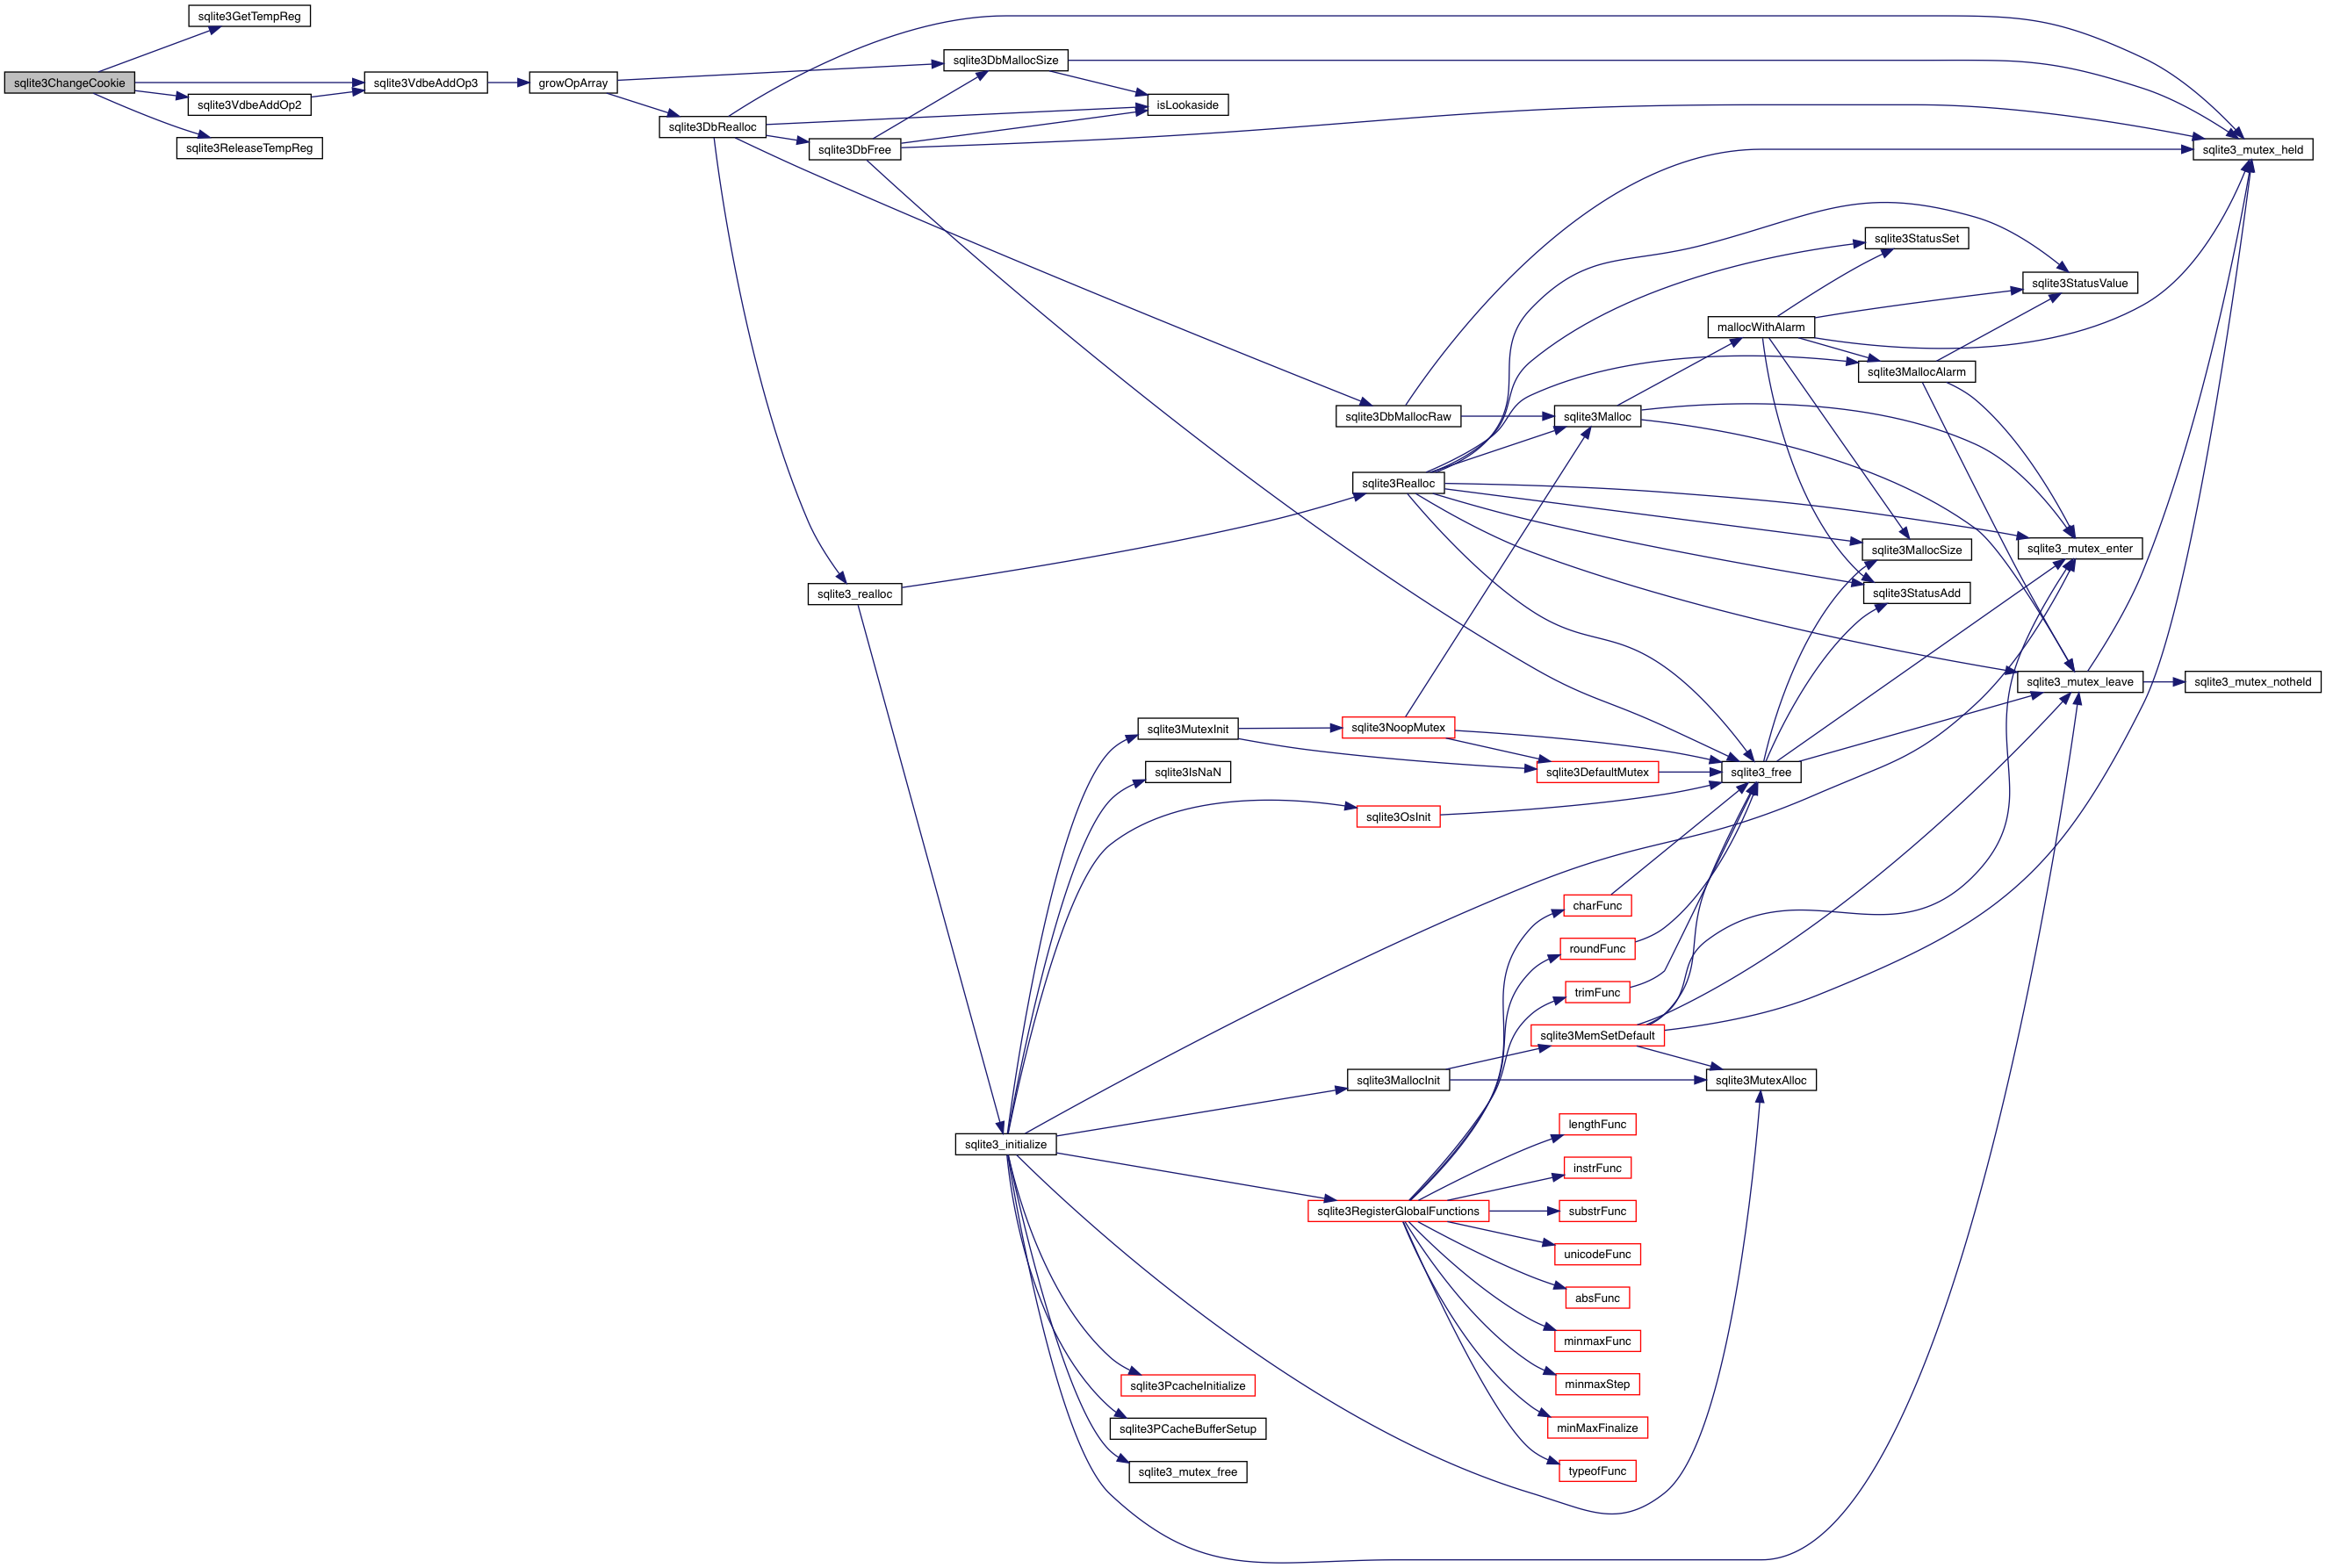 sqlite3GetTempReg
sqlite3ChangeCookie
sqlite3VdbeAddOp3
growOpArray
sqlite3VdbeAddOp2
sqlite3ReleaseTempReg
sqlite3DbMallocSize
isLookaside
sqlite3DbRealloc
sqlite3DbFree
sqlite3_mutex_held
sqlite3StatusSet
sqlite3StatusValue
mallocWithAlarm
sqlite3MallocAlarm
sqlite3DbMallocRaw
sqlite3Malloc
sqlite3Realloc
sqlite3MallocSize
sqlite3_mutex_enter
sqlite3_realloc
sqlite3StatusAdd
sqlite3_mutex_leave
sqlite3_mutex_notheld
sqlite3MutexInit
sqlite3NoopMutex
sqlite3IsNaN
sqlite3DefaultMutex
sqlite3_free
sqlite3OsInit
charFunc
roundFunc
trimFunc
sqlite3MemSetDefault
sqlite3MallocInit
sqlite3MutexAlloc
lengthFunc
sqlite3_initialize
instrFunc
sqlite3RegisterGlobalFunctions
substrFunc
unicodeFunc
absFunc
minmaxFunc
sqlite3PcacheInitialize
minmaxStep
sqlite3PCacheBufferSetup
minMaxFinalize
sqlite3_mutex_free
typeofFunc